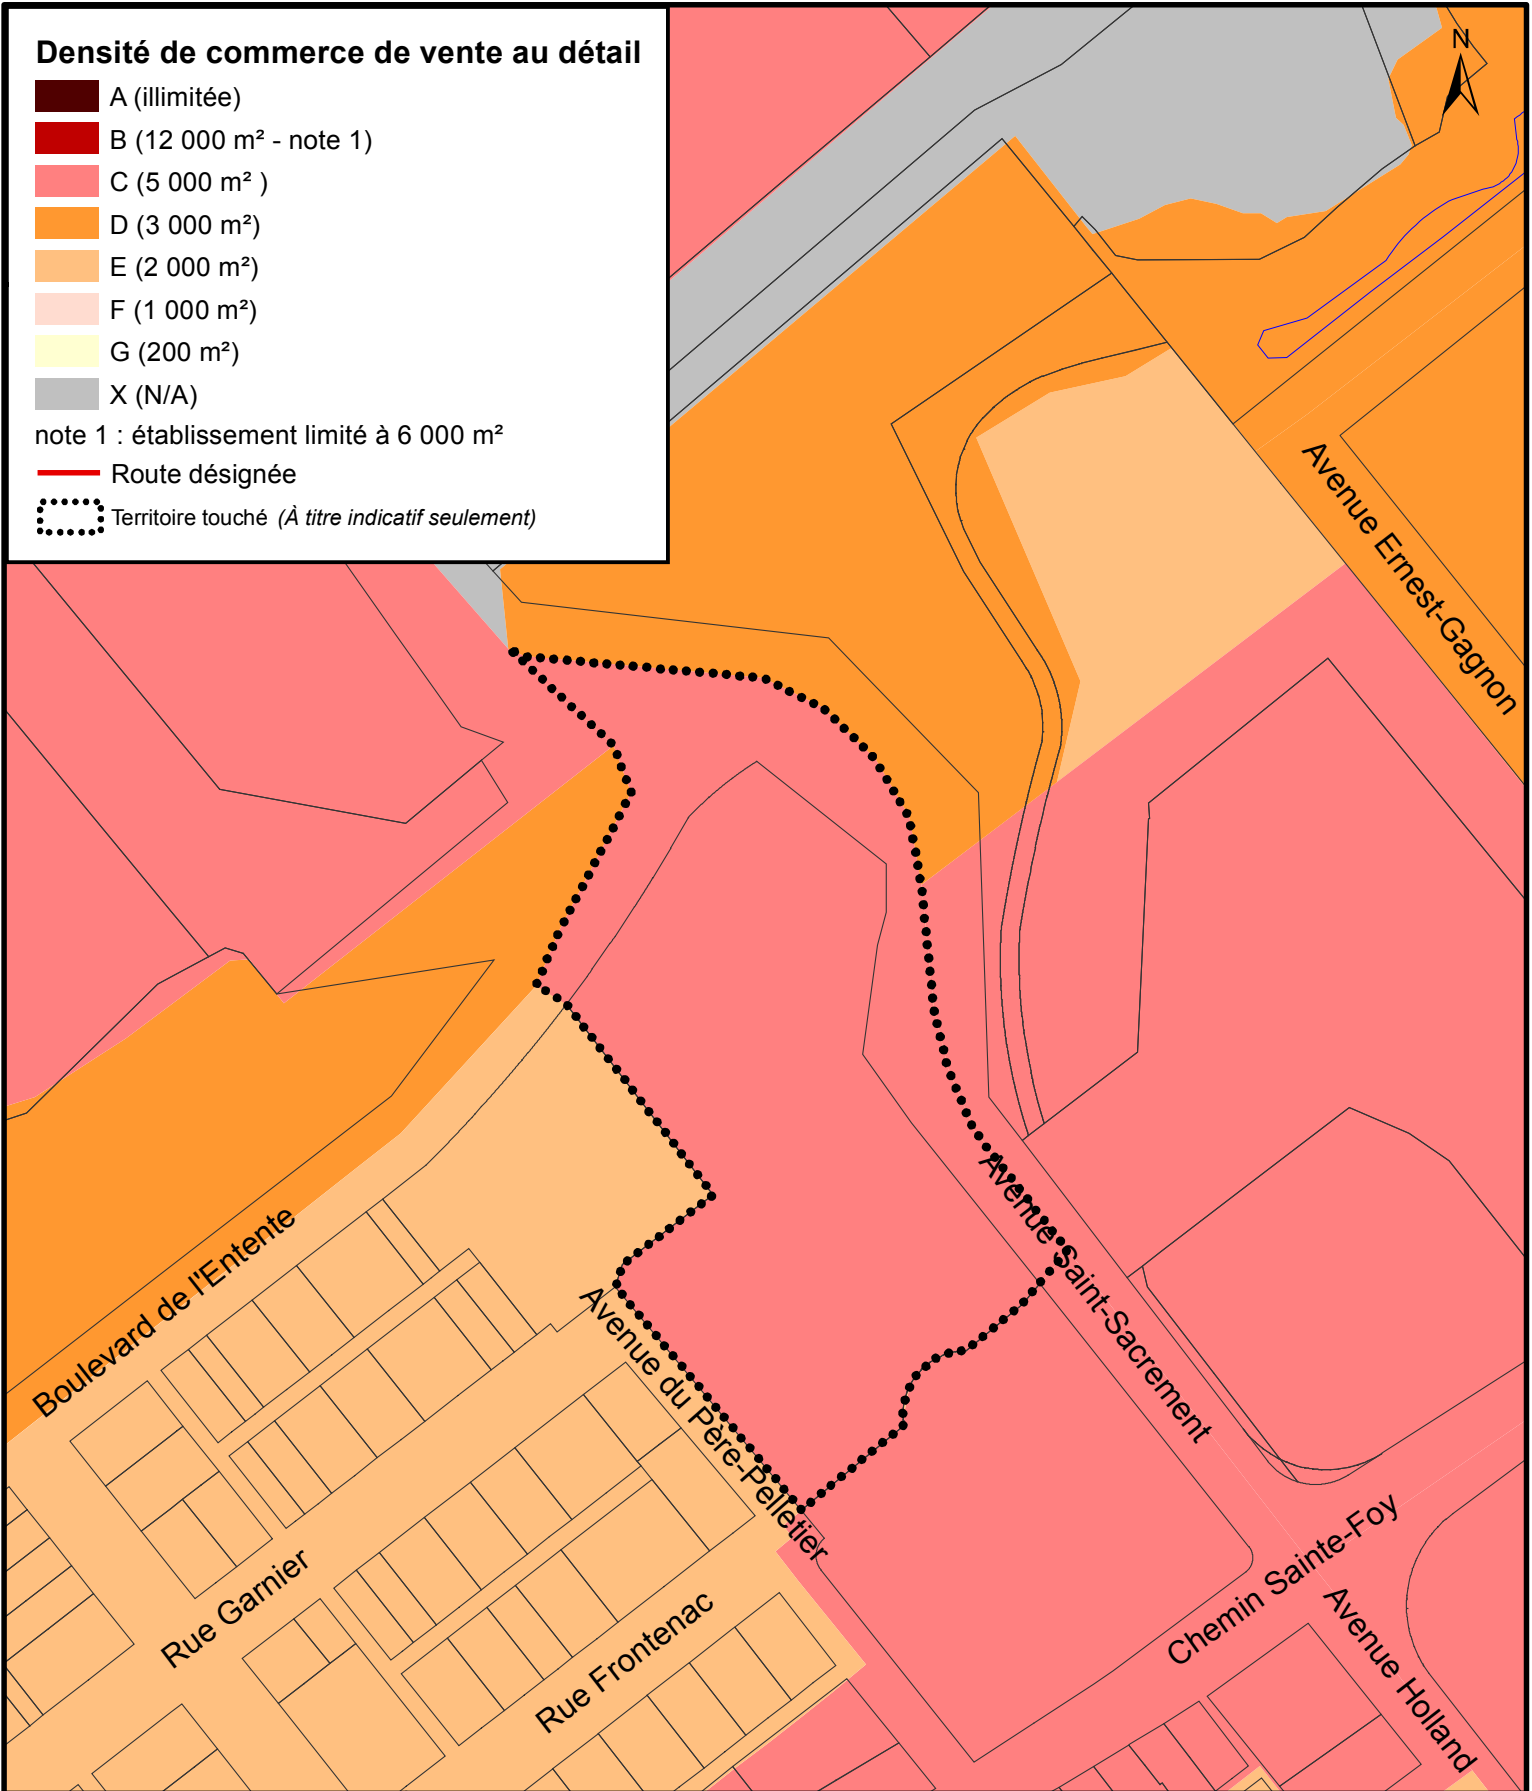 Densité de commerce de vente au détail
A (illimitée)
B (12 000 m² - note 1)
C (5 000 m² )
D (3 000 m²)
E (2 000 m²)
F (1 000 m²)
G (200 m²)
X (N/A)
note 1 : établissement limité à 6 000 m²
Route désignée
Territoire touché (À titre indicatif seulement)
N
Avenue Ernest-Gagnon
Avenue Saint-Sacrement
Boulevard de l'Entente
Avenue du Père-Pelletier
Rue Garnier
Rue Frontenac
Chemin Sainte-Foy
Avenue Holland